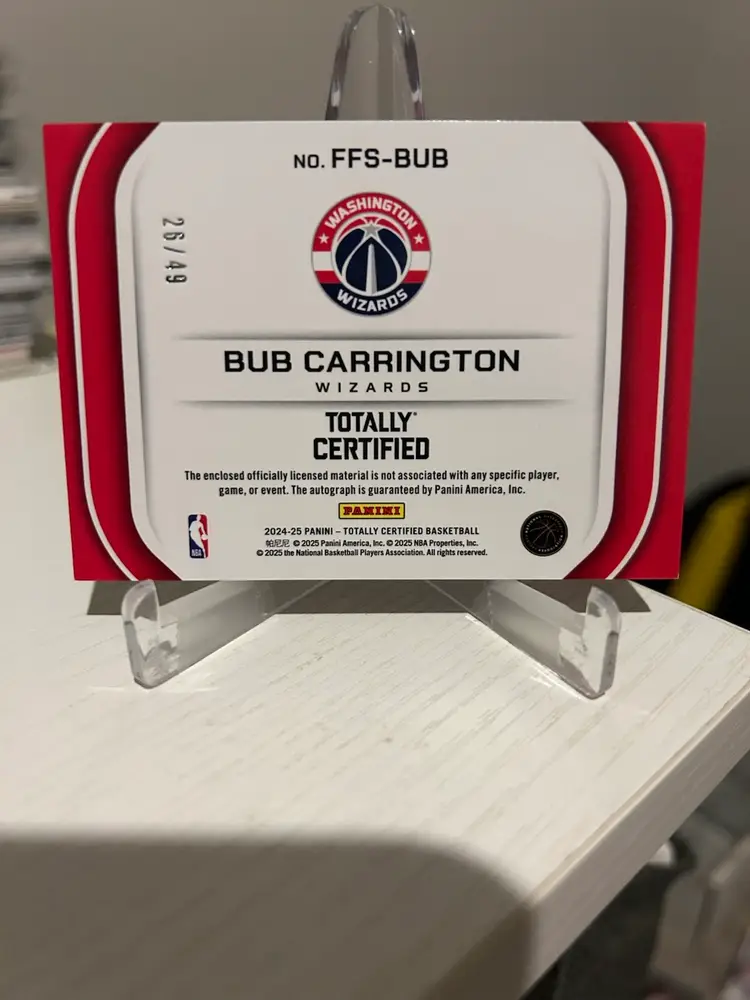 NO. FFS-BUB
26/49
WASHINGTON
WIZARDS
BUB CARRINGTON
WIZARDS
TOTALLY
CERTIFIED
The enclosed officially licensed material is not associated with any specific player,
game, or event. The autograph is guaranteed by Panini America, Inc.
PANINI
2024-25 PANINI – TOTALLY CERTIFIED BASKETBALL
帕尼尼 © 2025 Panini America, Inc. © 2025 NBA Properties, Inc.
© 2025 the National Basketball Players Association. All rights reserved.
NBA